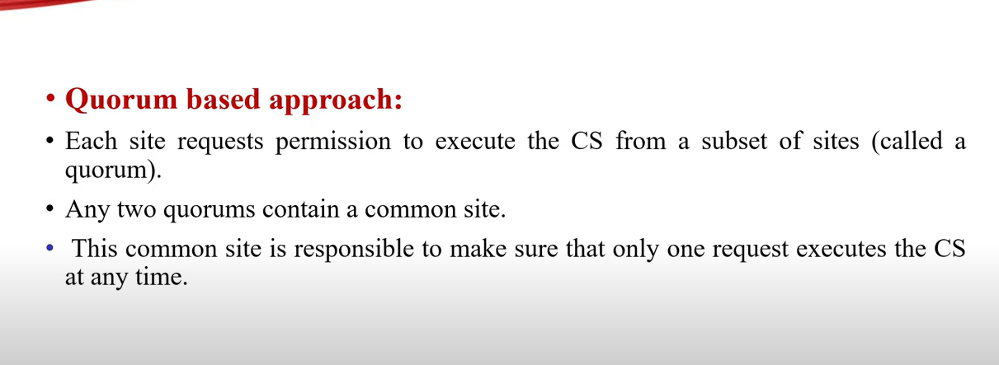 • Quorum based approach:
• Each site requests permission to execute the CS from a subset of sites (called a
quorum).
• Any two quorums contain a common site.
• This common site is responsible to make sure that only one request executes the CS
at any time.